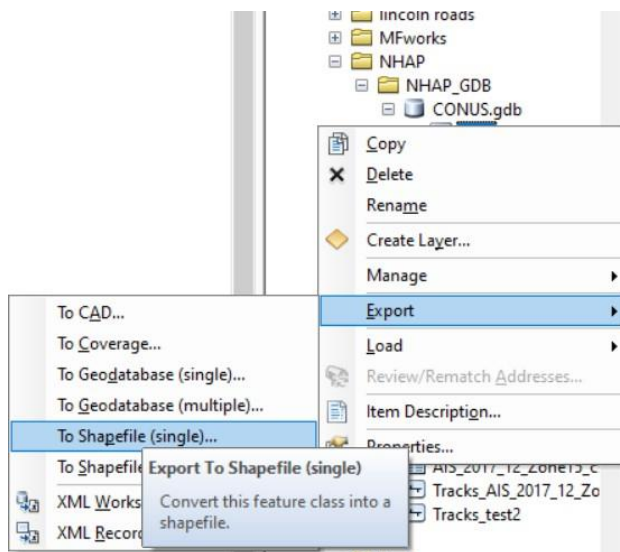 lincoln roads
MFworks
NHAP
NHAP_GDB
CONUS.gdb
Copy
Delete
Rename
Create Layer...
Manage
Export
Load
Review/Rematch Addresses...
Item Description...
Properties...
To CAD...
To Coverage...
To Geodatabase (single)...
To Geodatabase (multiple)...
To Shapefile (single)...
To Shapefile
XML Works
XML Recor
Export To Shapefile (single)
Convert this feature class into a
shapefile.
AIS_2017_12_Zone15_c
Tracks_AIS_2017_12_Zo
Tracks_test2